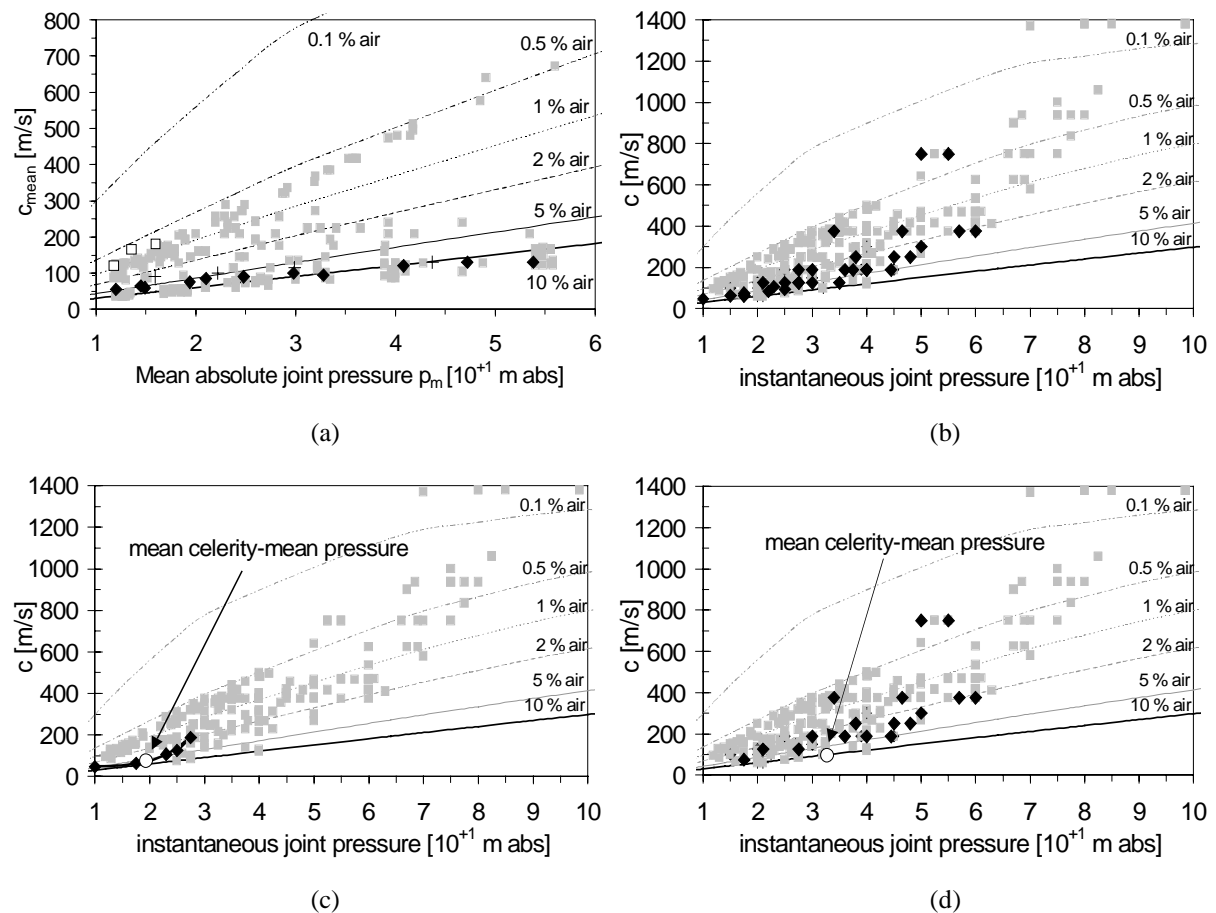 800
700
600
500
400
300
200
100
0
c_mean [m/s]
0.1 % air
0.5 % air
1 % air
2 % air
5 % air
10 % air
1 2 3 4 5 6
Mean absolute joint pressure p_m [10^+1 m abs]
(a)
1400
1200
1000
800
600
400
200
0
c [m/s]
0.1 % air
0.5 % air
1 % air
2 % air
5 % air
10 % air
1 2 3 4 5 6 7 8 9 10
instantaneous joint pressure [10^+1 m abs]
(b)
1400
1200
1000
800
600
400
200
0
c [m/s]
mean celerity-mean pressure
0.1 % air
0.5 % air
1 % air
2 % air
5 % air
10 % air
1 2 3 4 5 6 7 8 9 10
instantaneous joint pressure [10^+1 m abs]
(c)
1400
1200
1000
800
600
400
200
0
c [m/s]
mean celerity-mean pressure
0.1 % air
0.5 % air
1 % air
2 % air
5 % air
10 % air
1 2 3 4 5 6 7 8 9 10
instantaneous joint pressure [10^+1 m abs]
(d)